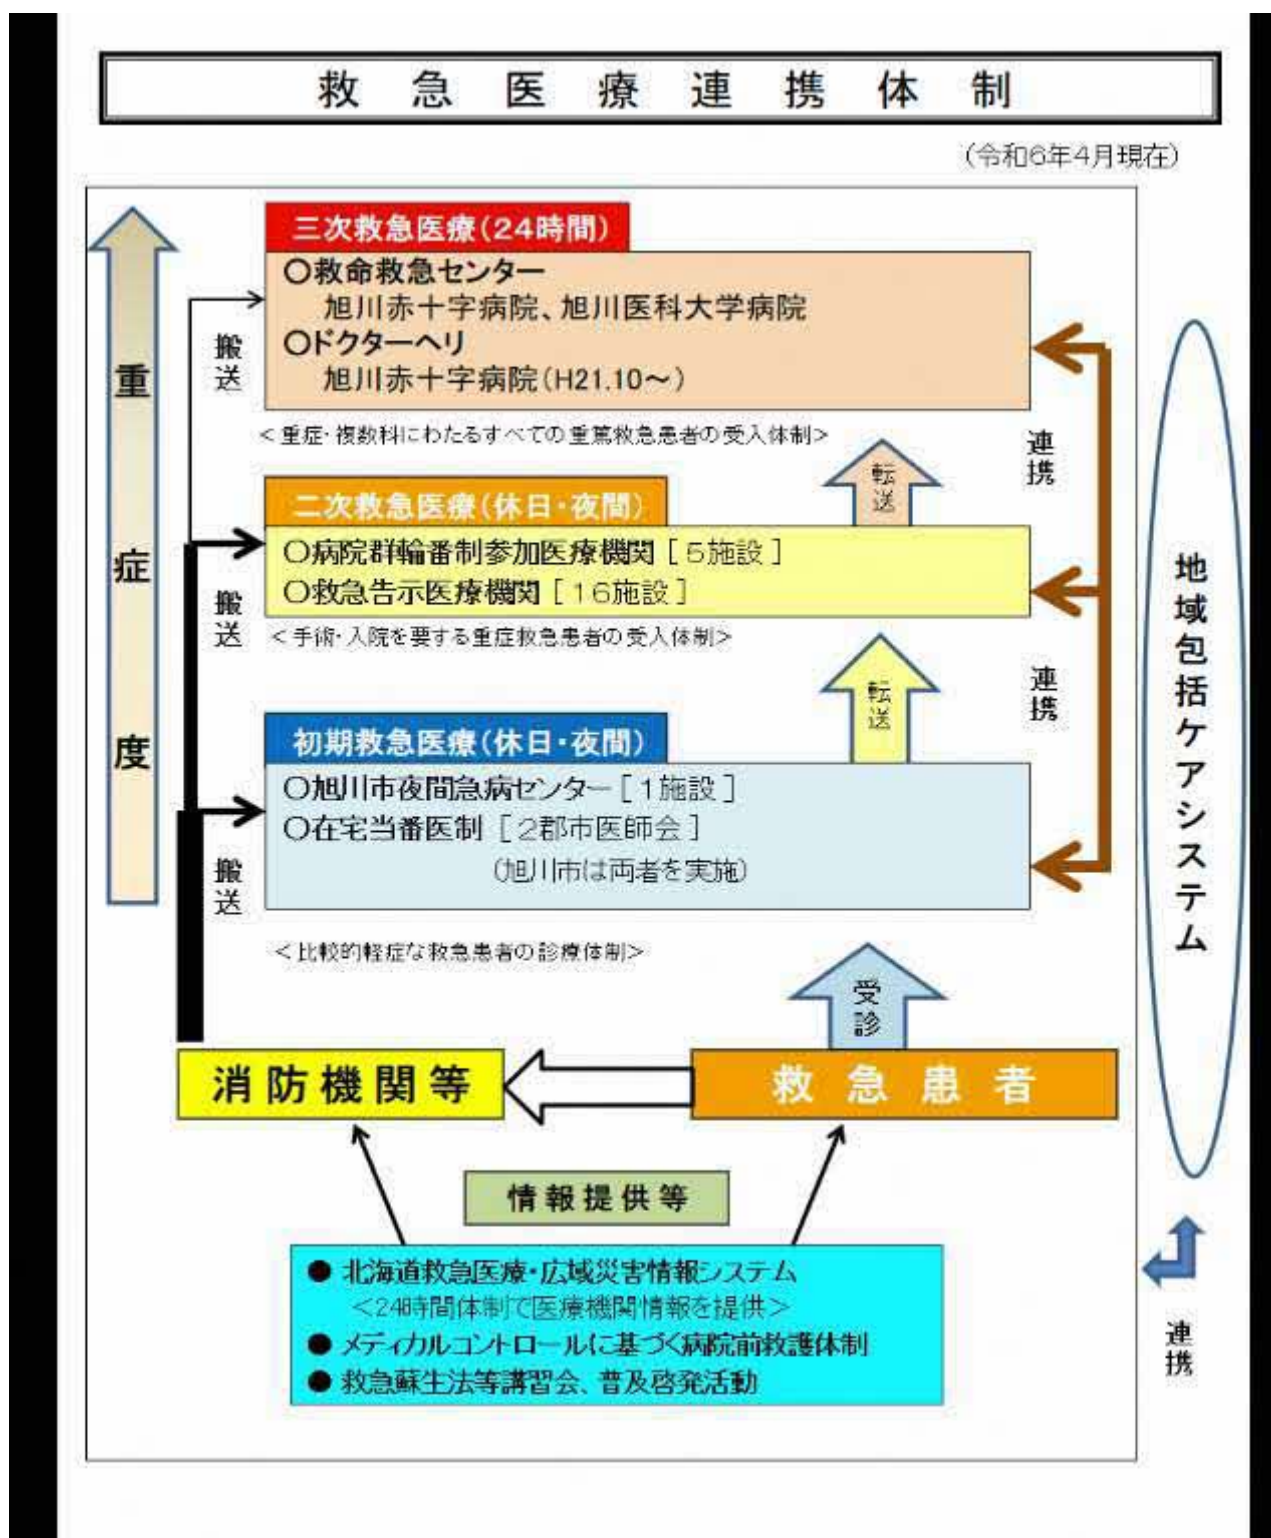 救急医療連携体制
(令和6年4月現在)
重症度
三次救急医療(24時間)
○救命救急センター
旭川赤十字病院、旭川医科大学病院
○ドクターヘリ
旭川赤十字病院(H21.10～)
搬送
<重症・複数科にわたるすべての重篤救急患者の受入体制>
連携
転送
二次救急医療(休日・夜間)
○病院群輪番制参加医療機関[5施設]
○救急告示医療機関[16施設]
搬送
<手術・入院を要する重症救急患者の受入体制>
連携
転送
初期救急医療(休日・夜間)
○旭川市夜間急病センター[1施設]
○在宅当番医制[2郡市医師会]
(旭川市は両者を実施)
搬送
<比較的軽症な救急患者の診療体制>
受診
地域包括ケアシステム
消防機関等
救急患者
情報提供等
●北海道救急医療・広域災害情報システム
<24時間体制で医療機関情報を提供>
●メディカルコントロールに基づく病院前救護体制
●救急蘇生法等講習会、普及啓発活動
連携